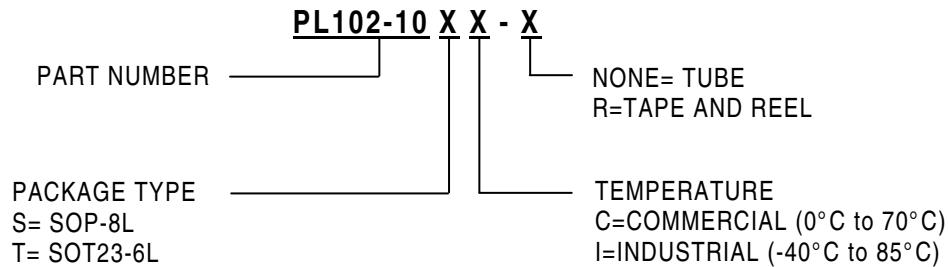 PL102-10 X X - X
PART NUMBER
NONE= TUBE
R=TAPE AND REEL
PACKAGE TYPE
S= SOP-8L
T= SOT23-6L
TEMPERATURE
C=COMMERCIAL (0°C to 70°C)
I=INDUSTRIAL (-40°C to 85°C)